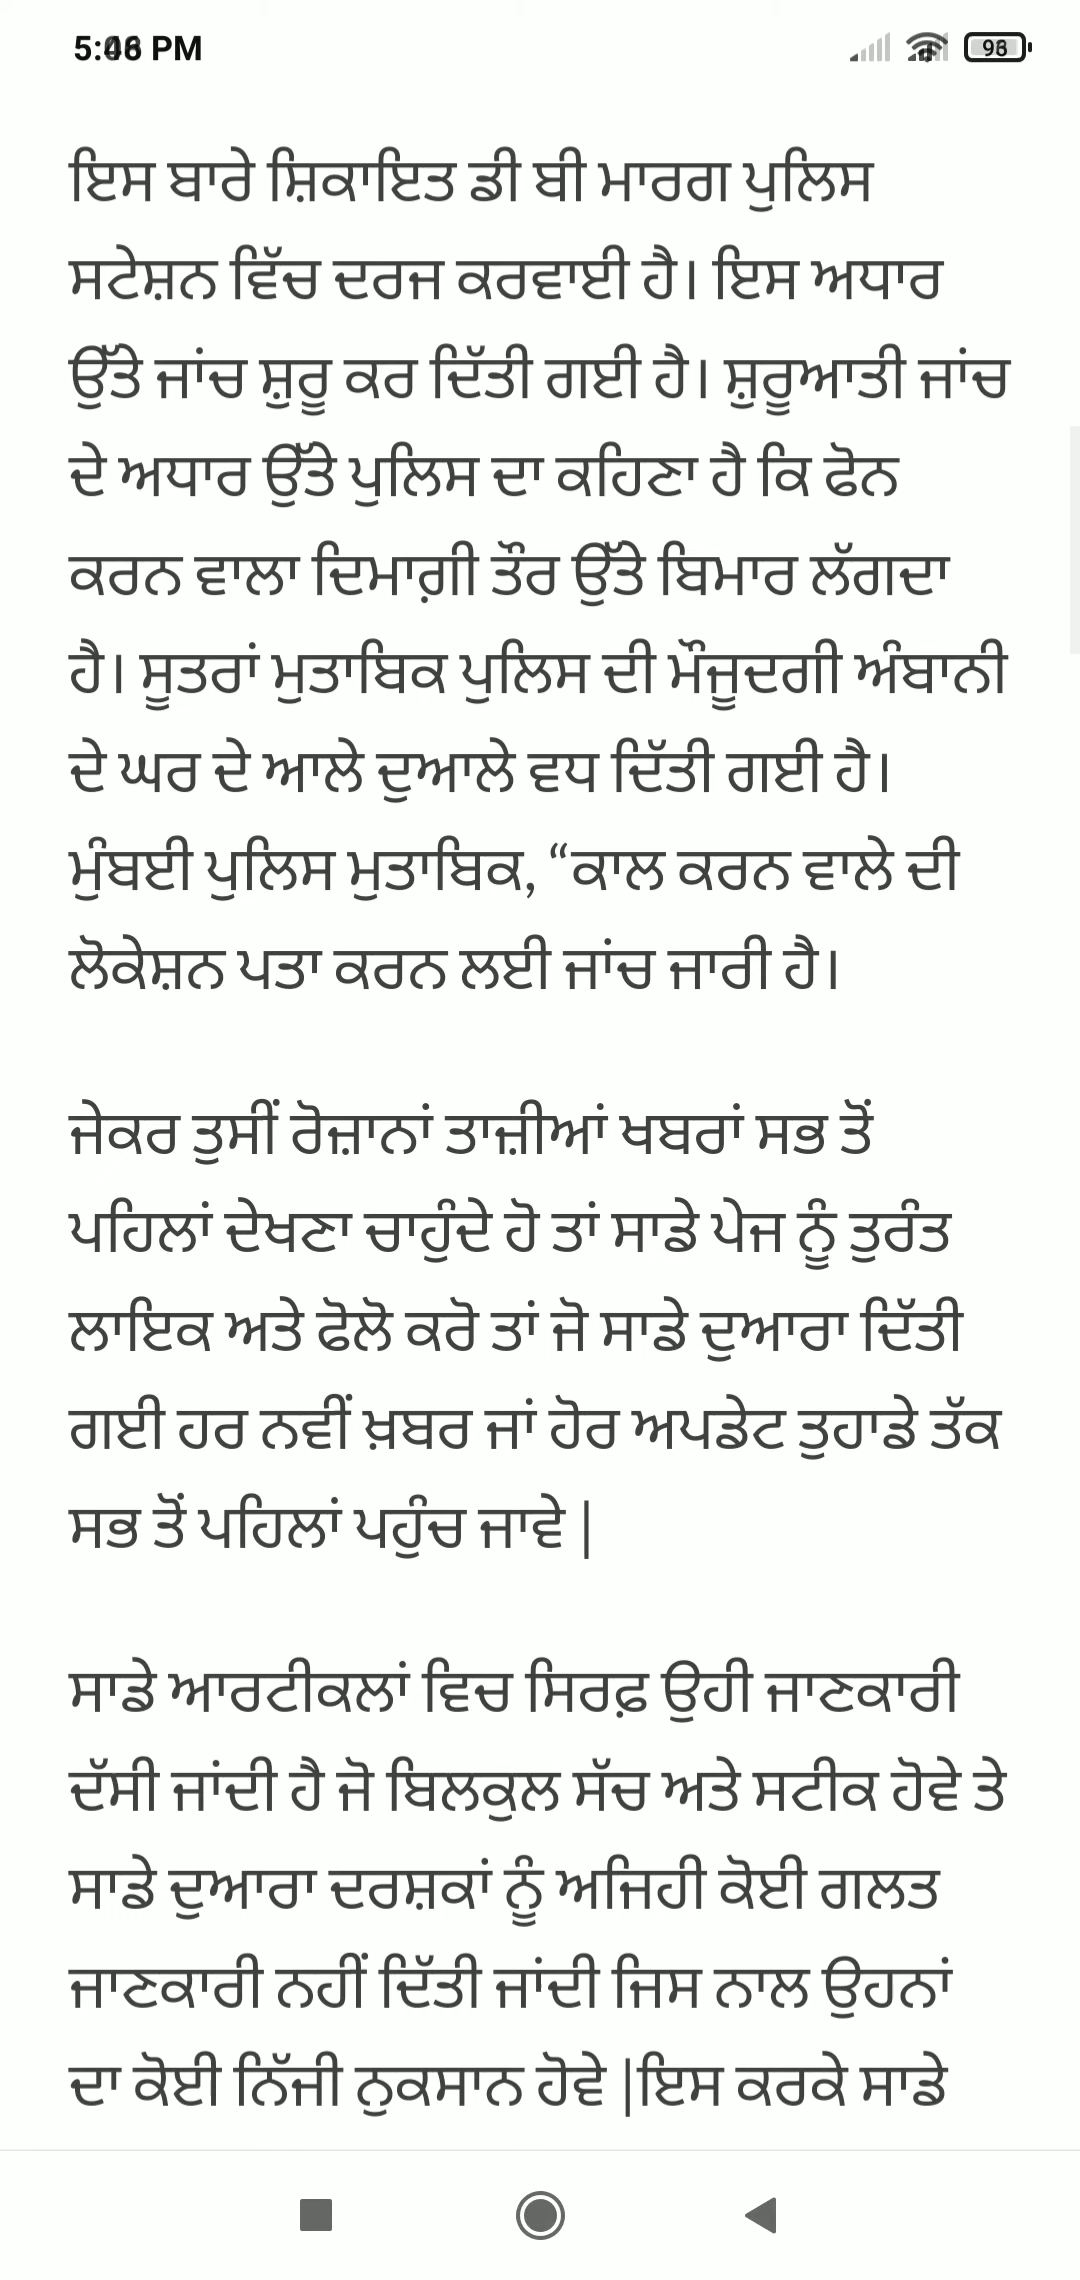 PM
ਇਸ ਬਾਰੇ ਸ਼ਿਕਾਇਤ ਡੀ ਬੀ ਮਾਰਗ ਪੁਲਿਸ
ਸਟੇਸ਼ਨ ਵਿੱਚ ਦਰਜ ਕਰਵਾਈ ਹੈ। ਇਸ ਅਧਾਰ
ਉੱਤੇ ਜਾਂਚ ਸ਼ੁਰੂ ਕਰ ਦਿੱਤੀ ਗਈ ਹੈ। ਸ਼ੁਰੂਆਤੀ ਜਾਂਚ
ਦੇ ਅਧਾਰ ਉੱਤੇ ਪੁਲਿਸ ਦਾ ਕਹਿਣਾ ਹੈ ਕਿ ਫੋਨ
ਕਰਨ ਵਾਲਾ ਦਿਮਾਗ਼ੀ ਤੌਰ ਉੱਤੇ ਬਿਮਾਰ ਲੱਗਦਾ
ਹੈ। ਸੂਤਰਾਂ ਮੁਤਾਬਿਕ ਪੁਲਿਸ ਦੀ ਮੌਜੂਦਗੀ ਅੰਬਾਨੀ
ਦੇ ਘਰ ਦੇ ਆਲੇ ਦੁਆਲੇ ਵਧ ਦਿੱਤੀ ਗਈ ਹੈ।
ਮੁੰਬਈ ਪੁਲਿਸ ਮੁਤਾਬਿਕ, “ਕਾਲ ਕਰਨ ਵਾਲੇ ਦੀ
ਲੋਕੇਸ਼ਨ ਪਤਾ ਕਰਨ ਲਈ ਜਾਂਚ ਜਾਰੀ ਹੈ।
ਜੇਕਰ ਤੁਸੀਂ ਰੋਜ਼ਾਨਾਂ ਤਾਜ਼ੀਆਂ ਖਬਰਾਂ ਸਭ ਤੋਂ
ਪਹਿਲਾਂ ਦੇਖਣਾ ਚਾਹੁੰਦੇ ਹੋ ਤਾਂ ਸਾਡੇ ਪੇਜ ਨੂੰ ਤੁਰੰਤ
ਲਾਇਕ ਅਤੇ ਫੋਲੋ ਕਰੋ ਤਾਂ ਜੋ ਸਾਡੇ ਦੁਆਰਾ ਦਿੱਤੀ
ਗਈ ਹਰ ਨਵੀਂ ਖ਼ਬਰ ਜਾਂ ਹੋਰ ਅਪਡੇਟ ਤੁਹਾਡੇ ਤੱਕ
ਸਭ ਤੋਂ ਪਹਿਲਾਂ ਪਹੁੰਚ ਜਾਵੇ |
ਸਾਡੇ ਆਰਟੀਕਲਾਂ ਵਿਚ ਸਿਰਫ਼ ਉਹੀ ਜਾਣਕਾਰੀ
ਦੱਸੀ ਜਾਂਦੀ ਹੈ ਜੋ ਬਿਲਕੁਲ ਸੱਚ ਅਤੇ ਸਟੀਕ ਹੋਵੇ ਤੇ
ਸਾਡੇ ਦੁਆਰਾ ਦਰਸ਼ਕਾਂ ਨੂੰ ਅਜਿਹੀ ਕੋਈ ਗਲਤ
ਜਾਣਕਾਰੀ ਨਹੀਂ ਦਿੱਤੀ ਜਾਂਦੀ ਜਿਸ ਨਾਲ ਉਹਨਾਂ
ਦਾ ਕੋਈ ਨਿੱਜੀ ਨੁਕਸਾਨ ਹੋਵੇ |ਇਸ ਕਰਕੇ ਸਾਡੇ